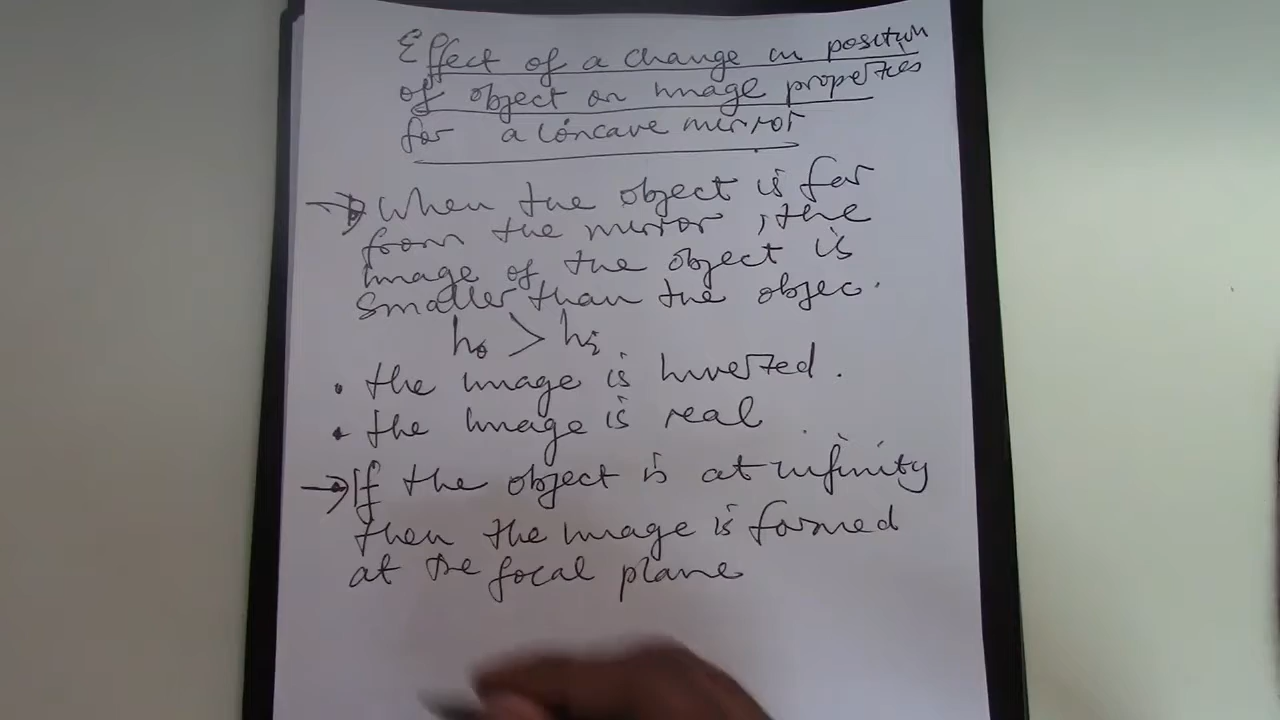 Effect of a change in position
of object on image properties
for a concave mirror
→ When the object is far
from the mirror, the
image of the object is
smaller than the objec.
ho > hi
• the image is inverted.
• the image is real
→ If the object is at infinity
then the image is formed
at the focal plane